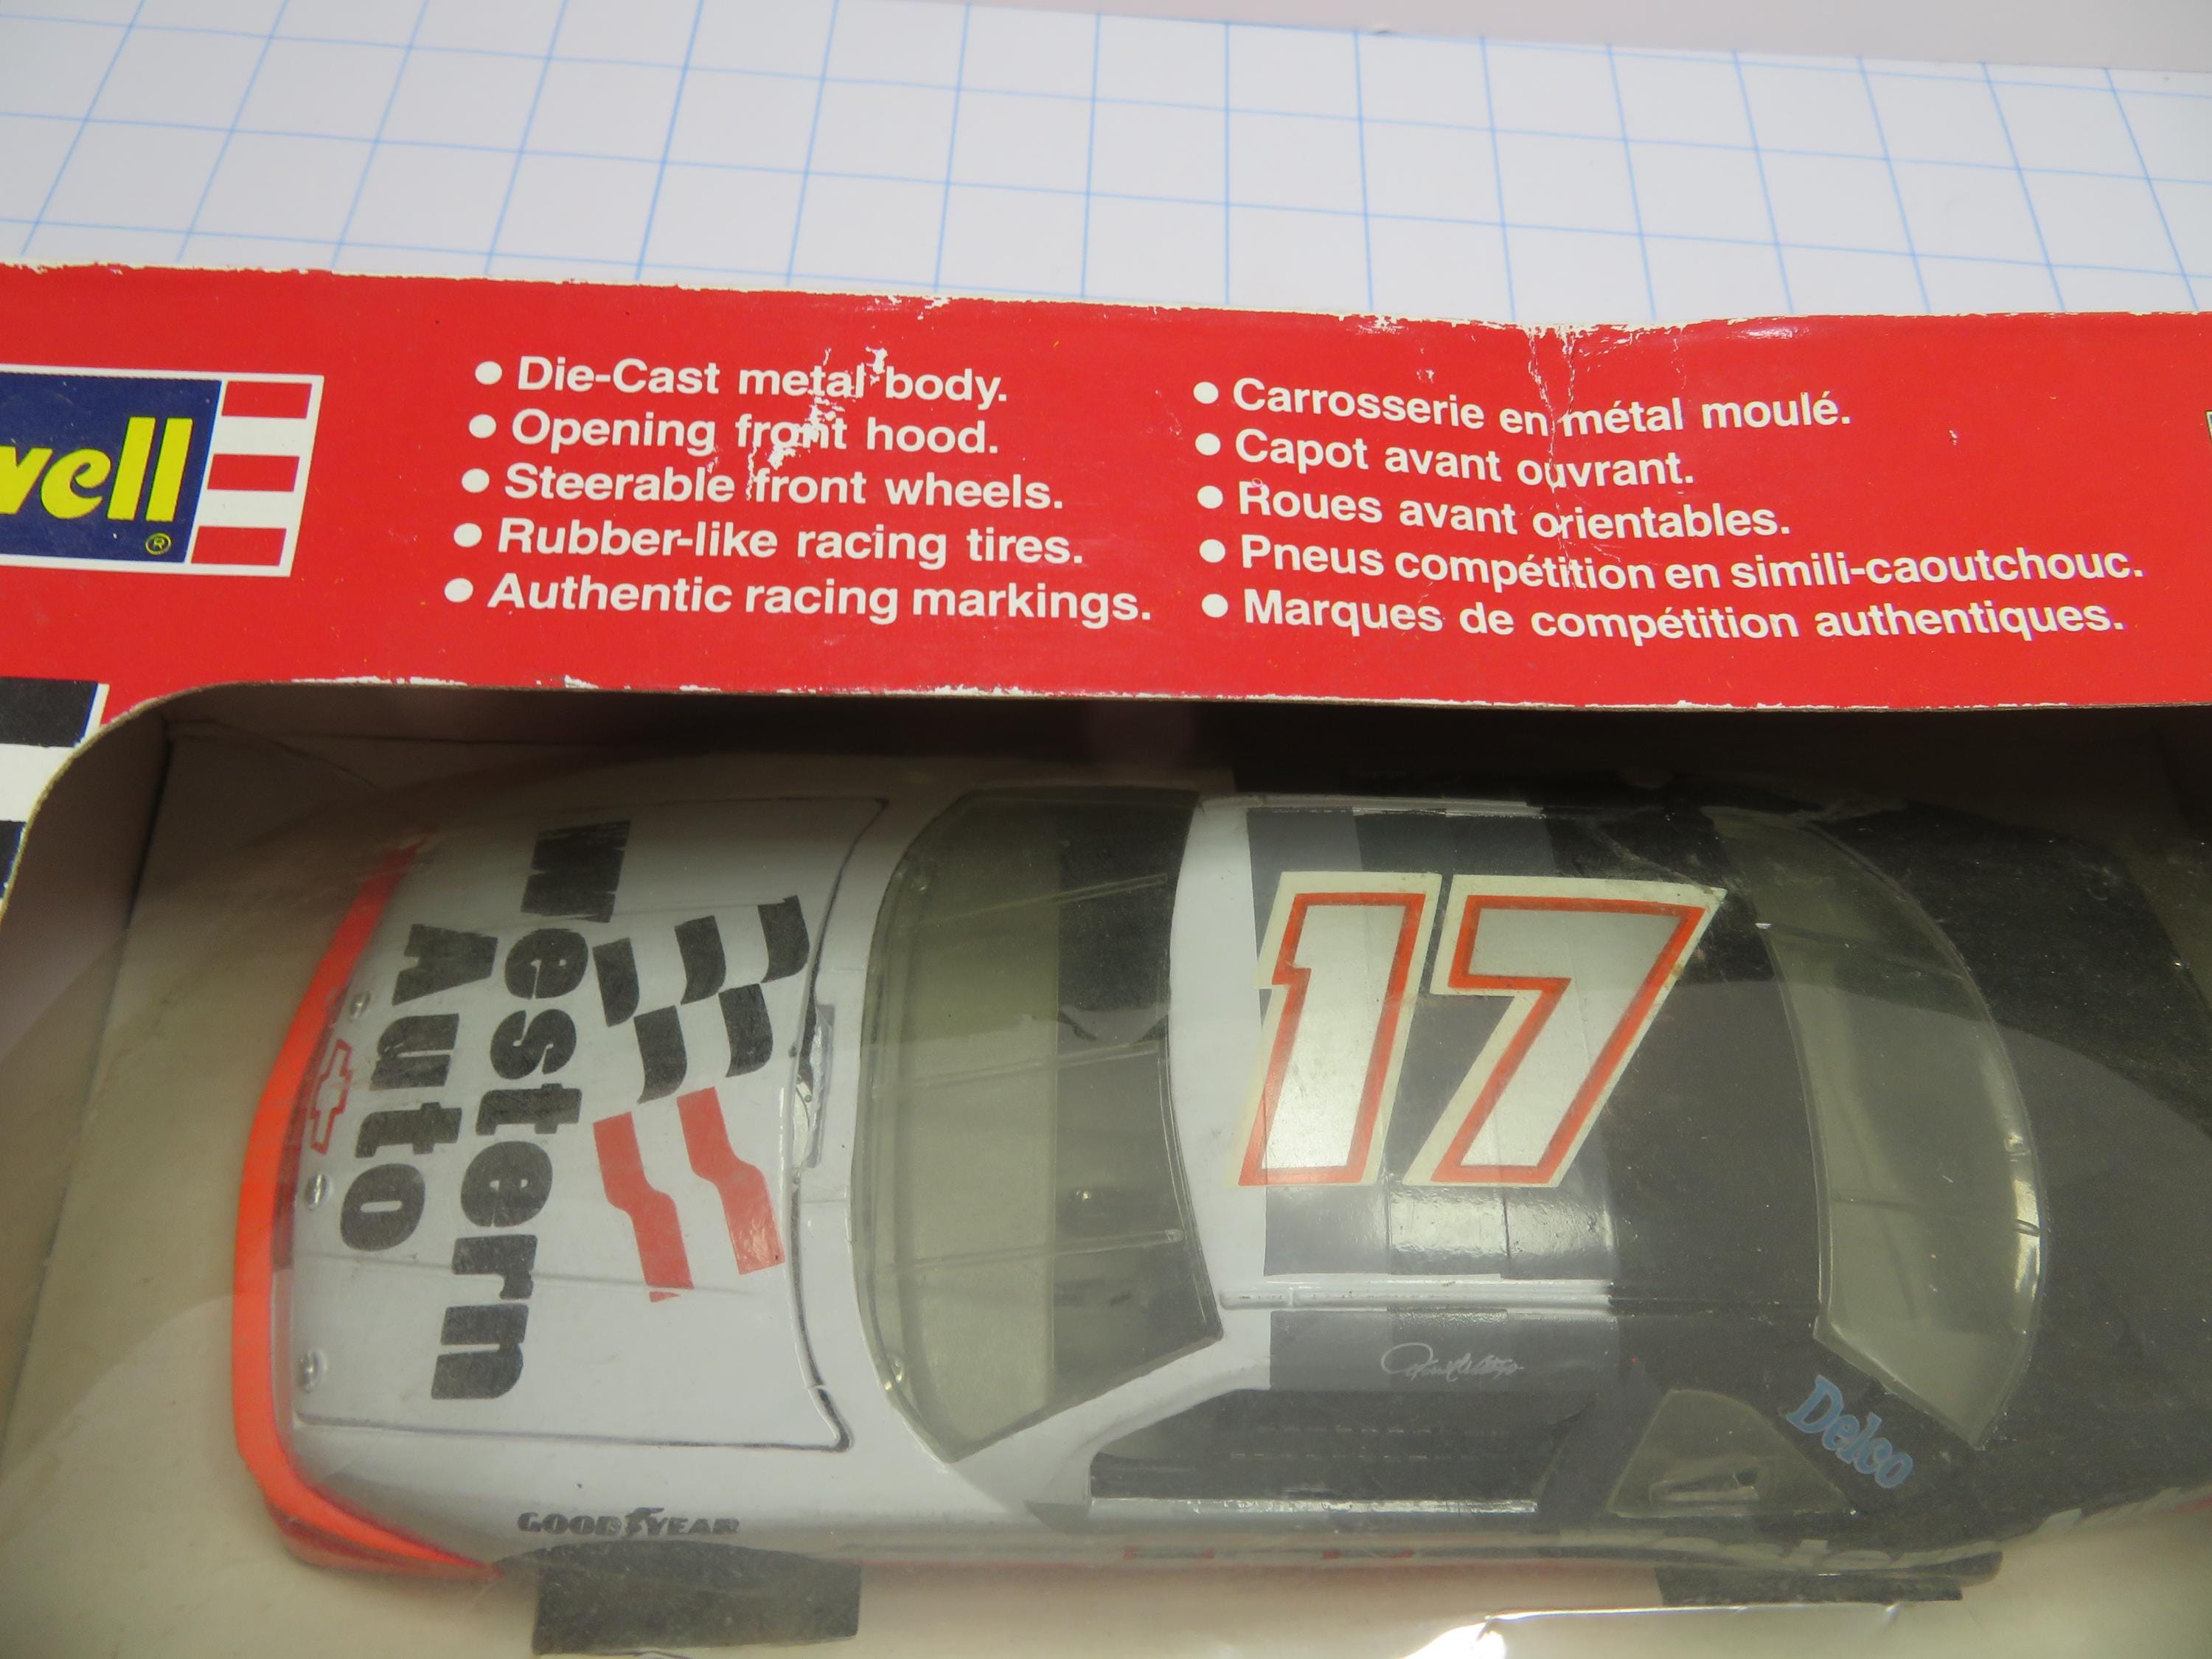 vell
®
● Die-Cast metal body.
● Opening front hood.
● Steerable front wheels.
● Rubber-like racing tires.
● Authentic racing markings.
● Carrosserie en métal moulé.
● Capot avant ouvrant.
● Roues avant orientables.
● Pneus compétition en simili-caoutchouc.
● Marques de compétition authentiques.
Western
Auto
17
Delco
GOODYEAR